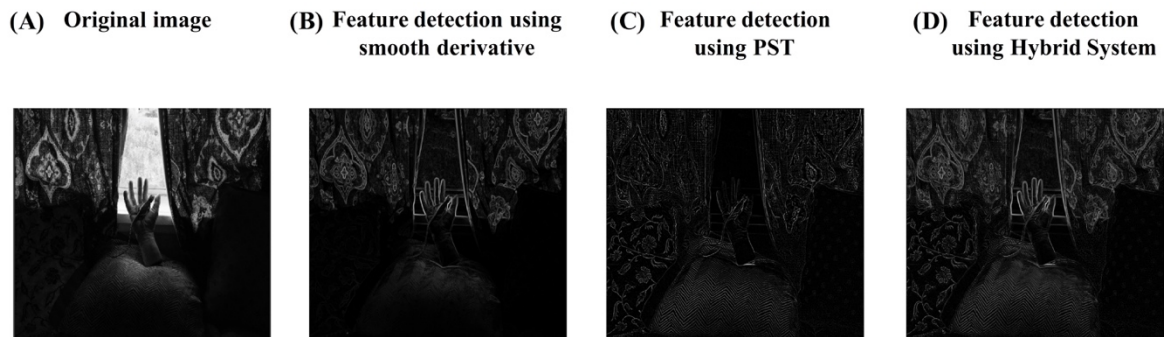 (A) Original image
(B) Feature detection using
smooth derivative
(C) Feature detection
using PST
(D) Feature detection
using Hybrid System